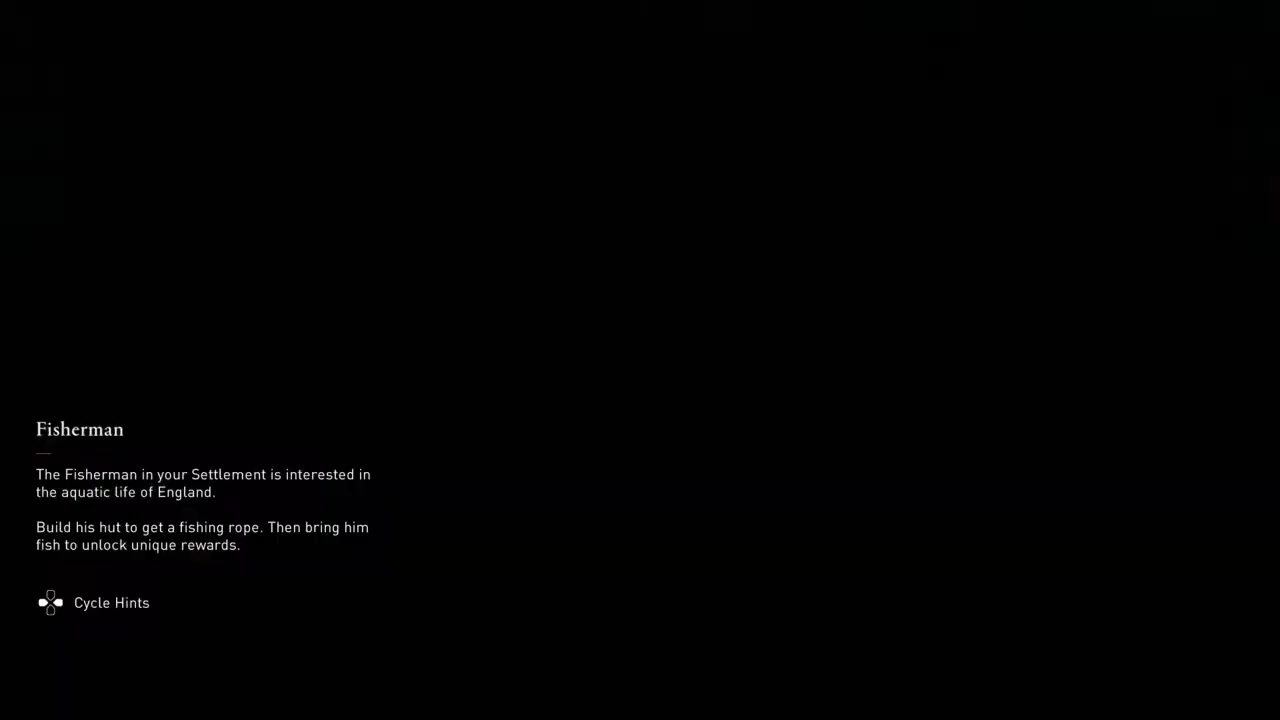 Fisherman
The Fisherman in your Settlement is interested in
the aquatic life of England.
Build his hut to get a fishing rope. Then bring him
fish to unlock unique rewards.
Cycle Hints